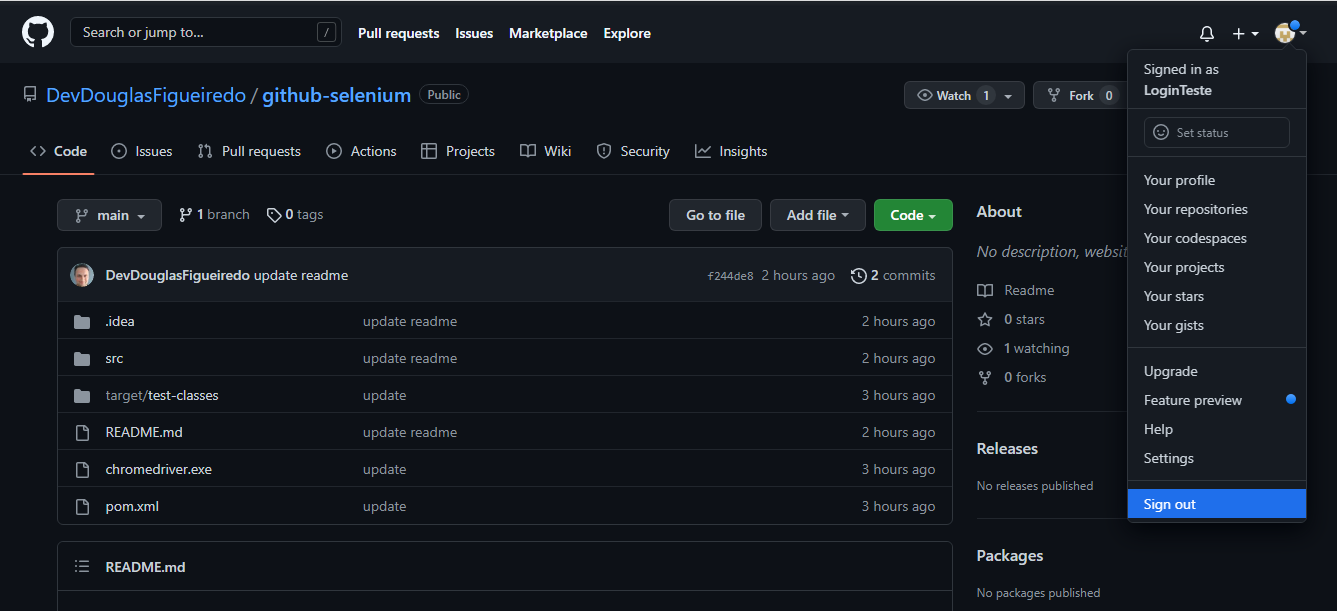 Search or jump to... /
Pull requests Issues Marketplace Explore
Signed in as
LoginTeste
Set status
Your profile
Your repositories
Your codespaces
Your projects
Your stars
Your gists
Upgrade
Feature preview
Help
Settings
Sign out
DevDouglasFigueiredo / github-selenium Public
Watch 1
Fork 0
Code Issues Pull requests Actions Projects Wiki Security Insights
main 1 branch 0 tags
Go to file Add file Code
DevDouglasFigueiredo update readme f244de8 2 hours ago 2 commits
.idea update readme 2 hours ago
src update readme 2 hours ago
target/test-classes update 3 hours ago
README.md update readme 2 hours ago
chromedriver.exe update 3 hours ago
pom.xml update 3 hours ago
README.md
About
No description, websit
Readme
0 stars
1 watching
0 forks
Releases
No releases published
Packages
No packages published